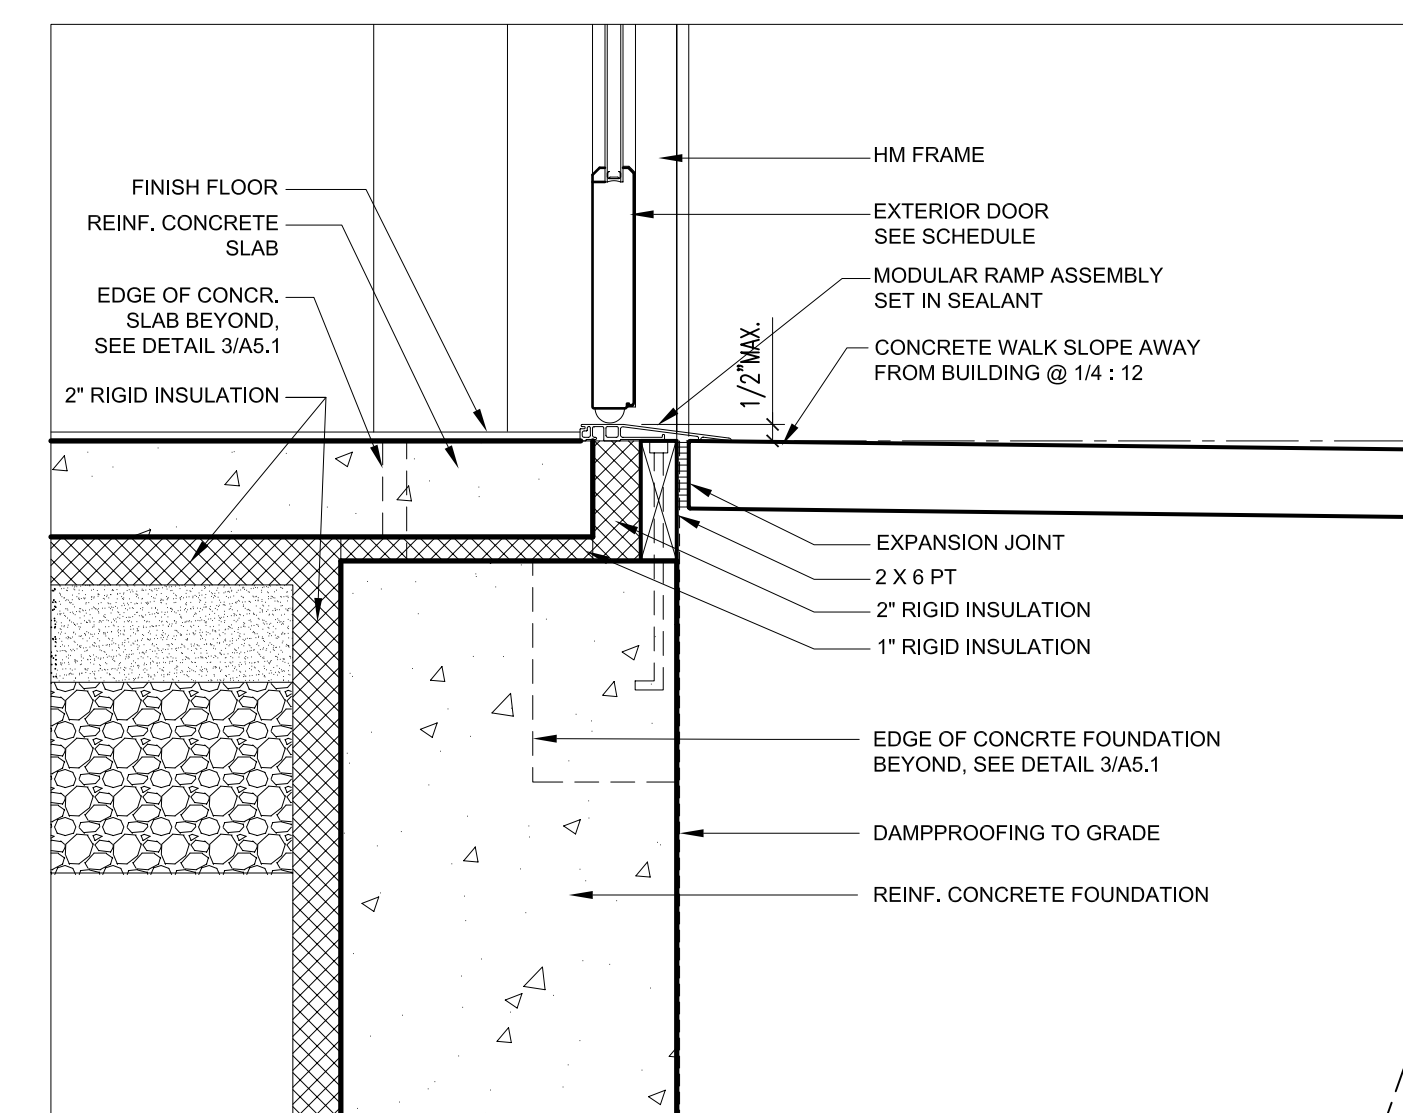 FINISH FLOOR
REINF. CONCRETE
SLAB
EDGE OF CONCR.
SLAB BEYOND,
SEE DETAIL 3/A5.1
2" RIGID INSULATION
HM FRAME
EXTERIOR DOOR
SEE SCHEDULE
MODULAR RAMP ASSEMBLY
SET IN SEALANT
1/2"MAX.
CONCRETE WALK SLOPE AWAY
FROM BUILDING @ 1/4 : 12
EXPANSION JOINT
2 X 6 PT
2" RIGID INSULATION
1" RIGID INSULATION
EDGE OF CONCRTE FOUNDATION
BEYOND, SEE DETAIL 3/A5.1
DAMPPROOFING TO GRADE
REINF. CONCRETE FOUNDATION